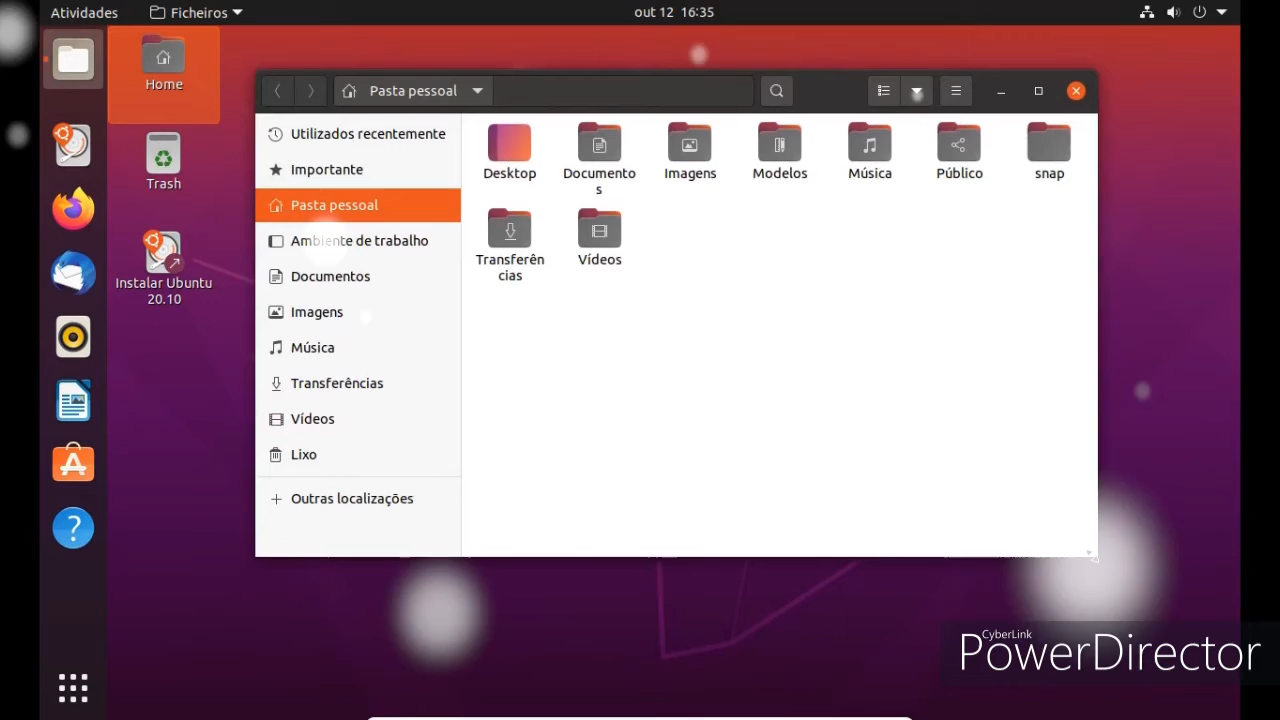 Atividades
Ficheiros
out 12 16:35
Home
Trash
Instalar Ubuntu
20.10
Pasta pessoal
Utilizados recentemente
Importante
Pasta pessoal
Ambiente de trabalho
Documentos
Imagens
Música
Transferências
Vídeos
Lixo
Outras localizações
Desktop
Documento
s
Imagens
Modelos
Música
Público
snap
Transferên
cias
Vídeos
CyberLink
PowerDirector